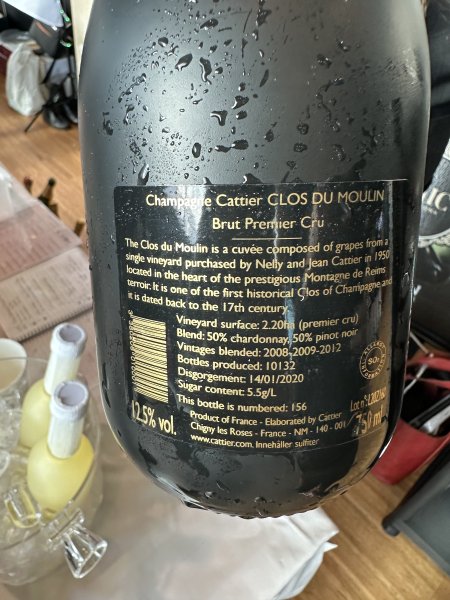 Champagne Cattier CLOS DU MOULIN
Brut Premier Cru
The Clos du Moulin is a cuvée composed of grapes from a
single vineyard purchased by Nelly and Jean Cattier in 1950
located in the heart of the prestigious Montagne de Reims
terroir. It is one of the first historical Clos of Champagne and
it is dated back to the 17th century.
Vineyard surface: 2.20ha (premier cru)
Blend: 50% chardonnay, 50% pinot noir
Vintages blended: 2008-2009-2012
Bottles produced: 10132
Disgorgement: 14/01/2020
Sugar content: 5.5g/L
This bottle is numbered: 156
12.5% vol.
Product of France - Elaborated by Cattier
Chigny les Roses - France - NM - 140 - 001
www.cattier.com. Innehåller sulfiter
Lot n°
750 ml